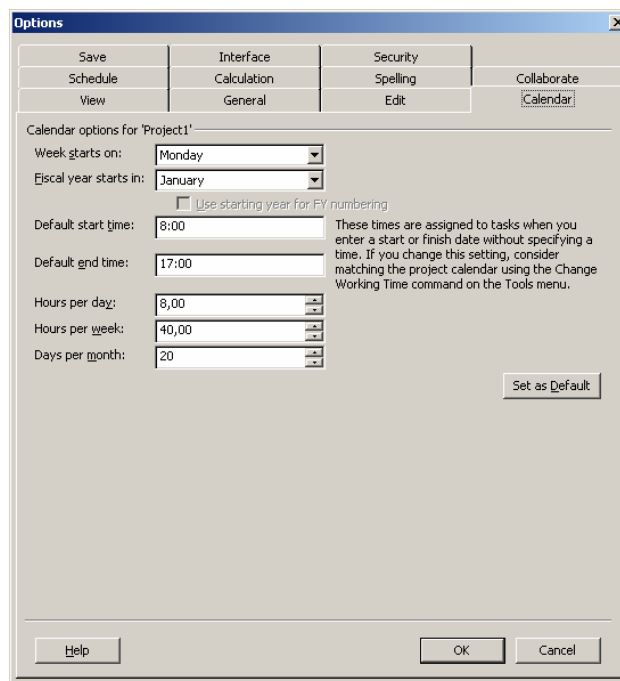 Options
Save Interface Security
Schedule Calculation Spelling Collaborate
View General Edit Calendar
Calendar options for 'Project1'
Week starts on: Monday
Fiscal year starts in: January
Use starting year for FY numbering
Default start time: 8:00
These times are assigned to tasks when you
enter a start or finish date without specifying a
time. If you change this setting, consider
matching the project calendar using the Change
Working Time command on the Tools menu.
Default end time: 17:00
Hours per day: 8,00
Hours per week: 40,00
Days per month: 20
Set as Default
Help OK Cancel